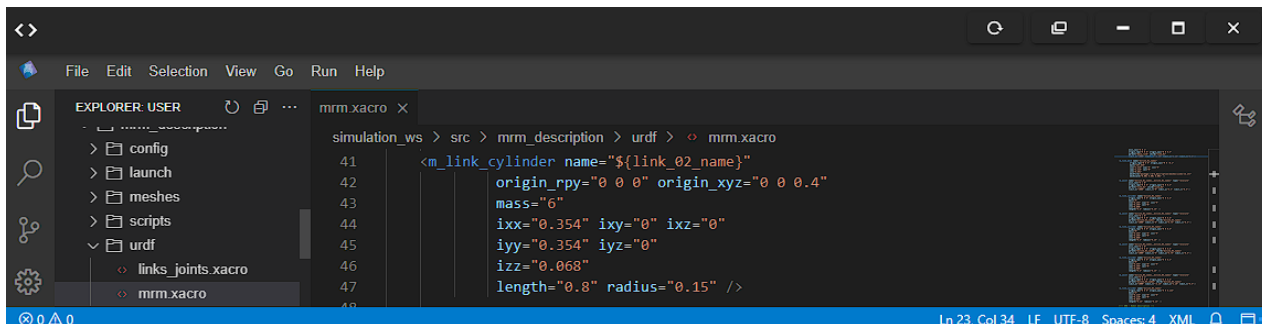 File Edit Selection View Go Run Help
EXPLORER: USER
mrm_description
config
launch
meshes
scripts
urdf
links_joints.xacro
mrm.xacro
mrm.xacro
simulation_ws > src > mrm_description > urdf > mrm.xacro
41 <m_link_cylinder name="${link_02_name}"
42 origin_rpy="0 0 0" origin_xyz="0 0 0.4"
43 mass="6"
44 ixx="0.354" ixy="0" ixz="0"
45 iyy="0.354" iyz="0"
46 izz="0.068"
47 length="0.8" radius="0.15" />
48
0 0 Ln 23, Col 34 LF UTF-8 Spaces: 4 XML